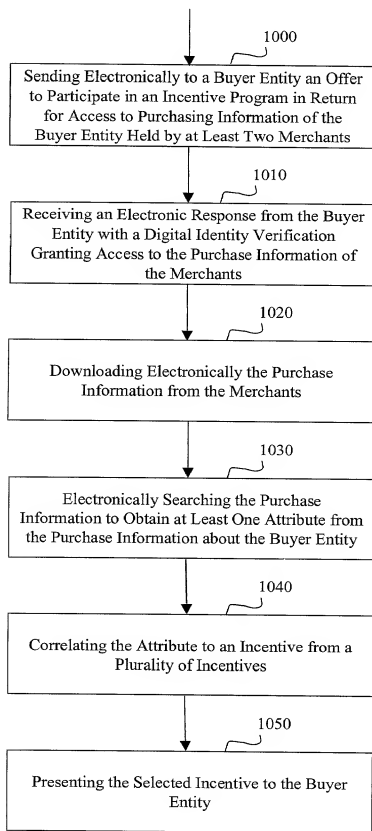 1000
Sending Electronically to a Buyer Entity an Offer
to Participate in an Incentive Program in Return
for Access to Purchasing Information of the
Buyer Entity Held by at Least Two Merchants
1010
Receiving an Electronic Response from the Buyer
Entity with a Digital Identity Verification
Granting Access to the Purchase Information of
the Merchants
1020
Downloading Electronically the Purchase
Information from the Merchants
1030
Electronically Searching the Purchase
Information to Obtain at Least One Attribute from
the Purchase Information about the Buyer Entity
1040
Correlating the Attribute to an Incentive from a
Plurality of Incentives
1050
Presenting the Selected Incentive to the Buyer
Entity